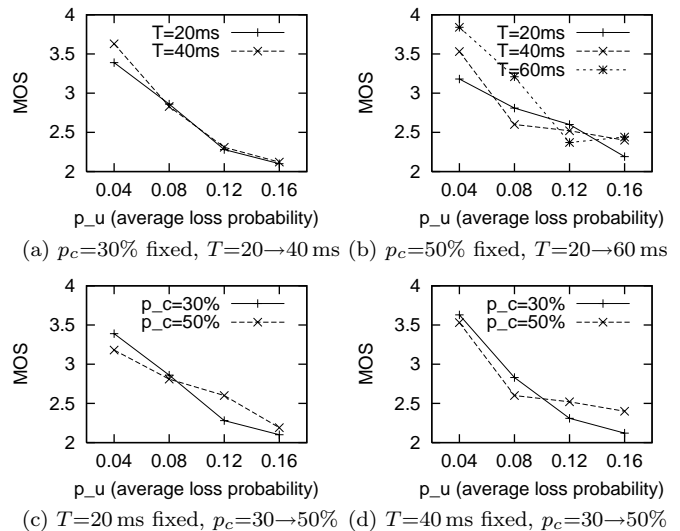 4
3.5
3
2.5
2
MOS
T=20ms
T=40ms
0.04 0.08 0.12 0.16
p_u (average loss probability)
(a) p_c=30% fixed, T=20→40 ms
4
3.5
3
2.5
2
MOS
T=20ms
T=40ms
T=60ms
0.04 0.08 0.12 0.16
p_u (average loss probability)
(b) p_c=50% fixed, T=20→60 ms
4
3.5
3
2.5
2
MOS
p_c=30%
p_c=50%
0.04 0.08 0.12 0.16
p_u (average loss probability)
(c) T=20 ms fixed, p_c=30→50%
4
3.5
3
2.5
2
MOS
p_c=30%
p_c=50%
0.04 0.08 0.12 0.16
p_u (average loss probability)
(d) T=40 ms fixed, p_c=30→50%